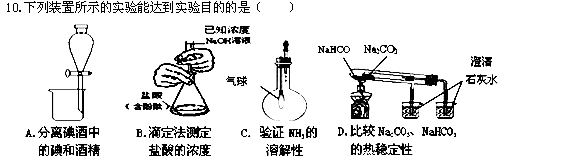 10.下列装置所示的实验能达到实验目的的是(    )
已知浓度
NaOH溶液
盐酸
(含酚酞)
气球
NaHCO
Na₂CO₃
澄清
石灰水
A.分离碘酒中
的碘和酒精
B.滴定法测定
盐酸的浓度
C. 验证NH₃的
溶解性
D.比较Na₂CO₃、NaHCO₃
的热稳定性